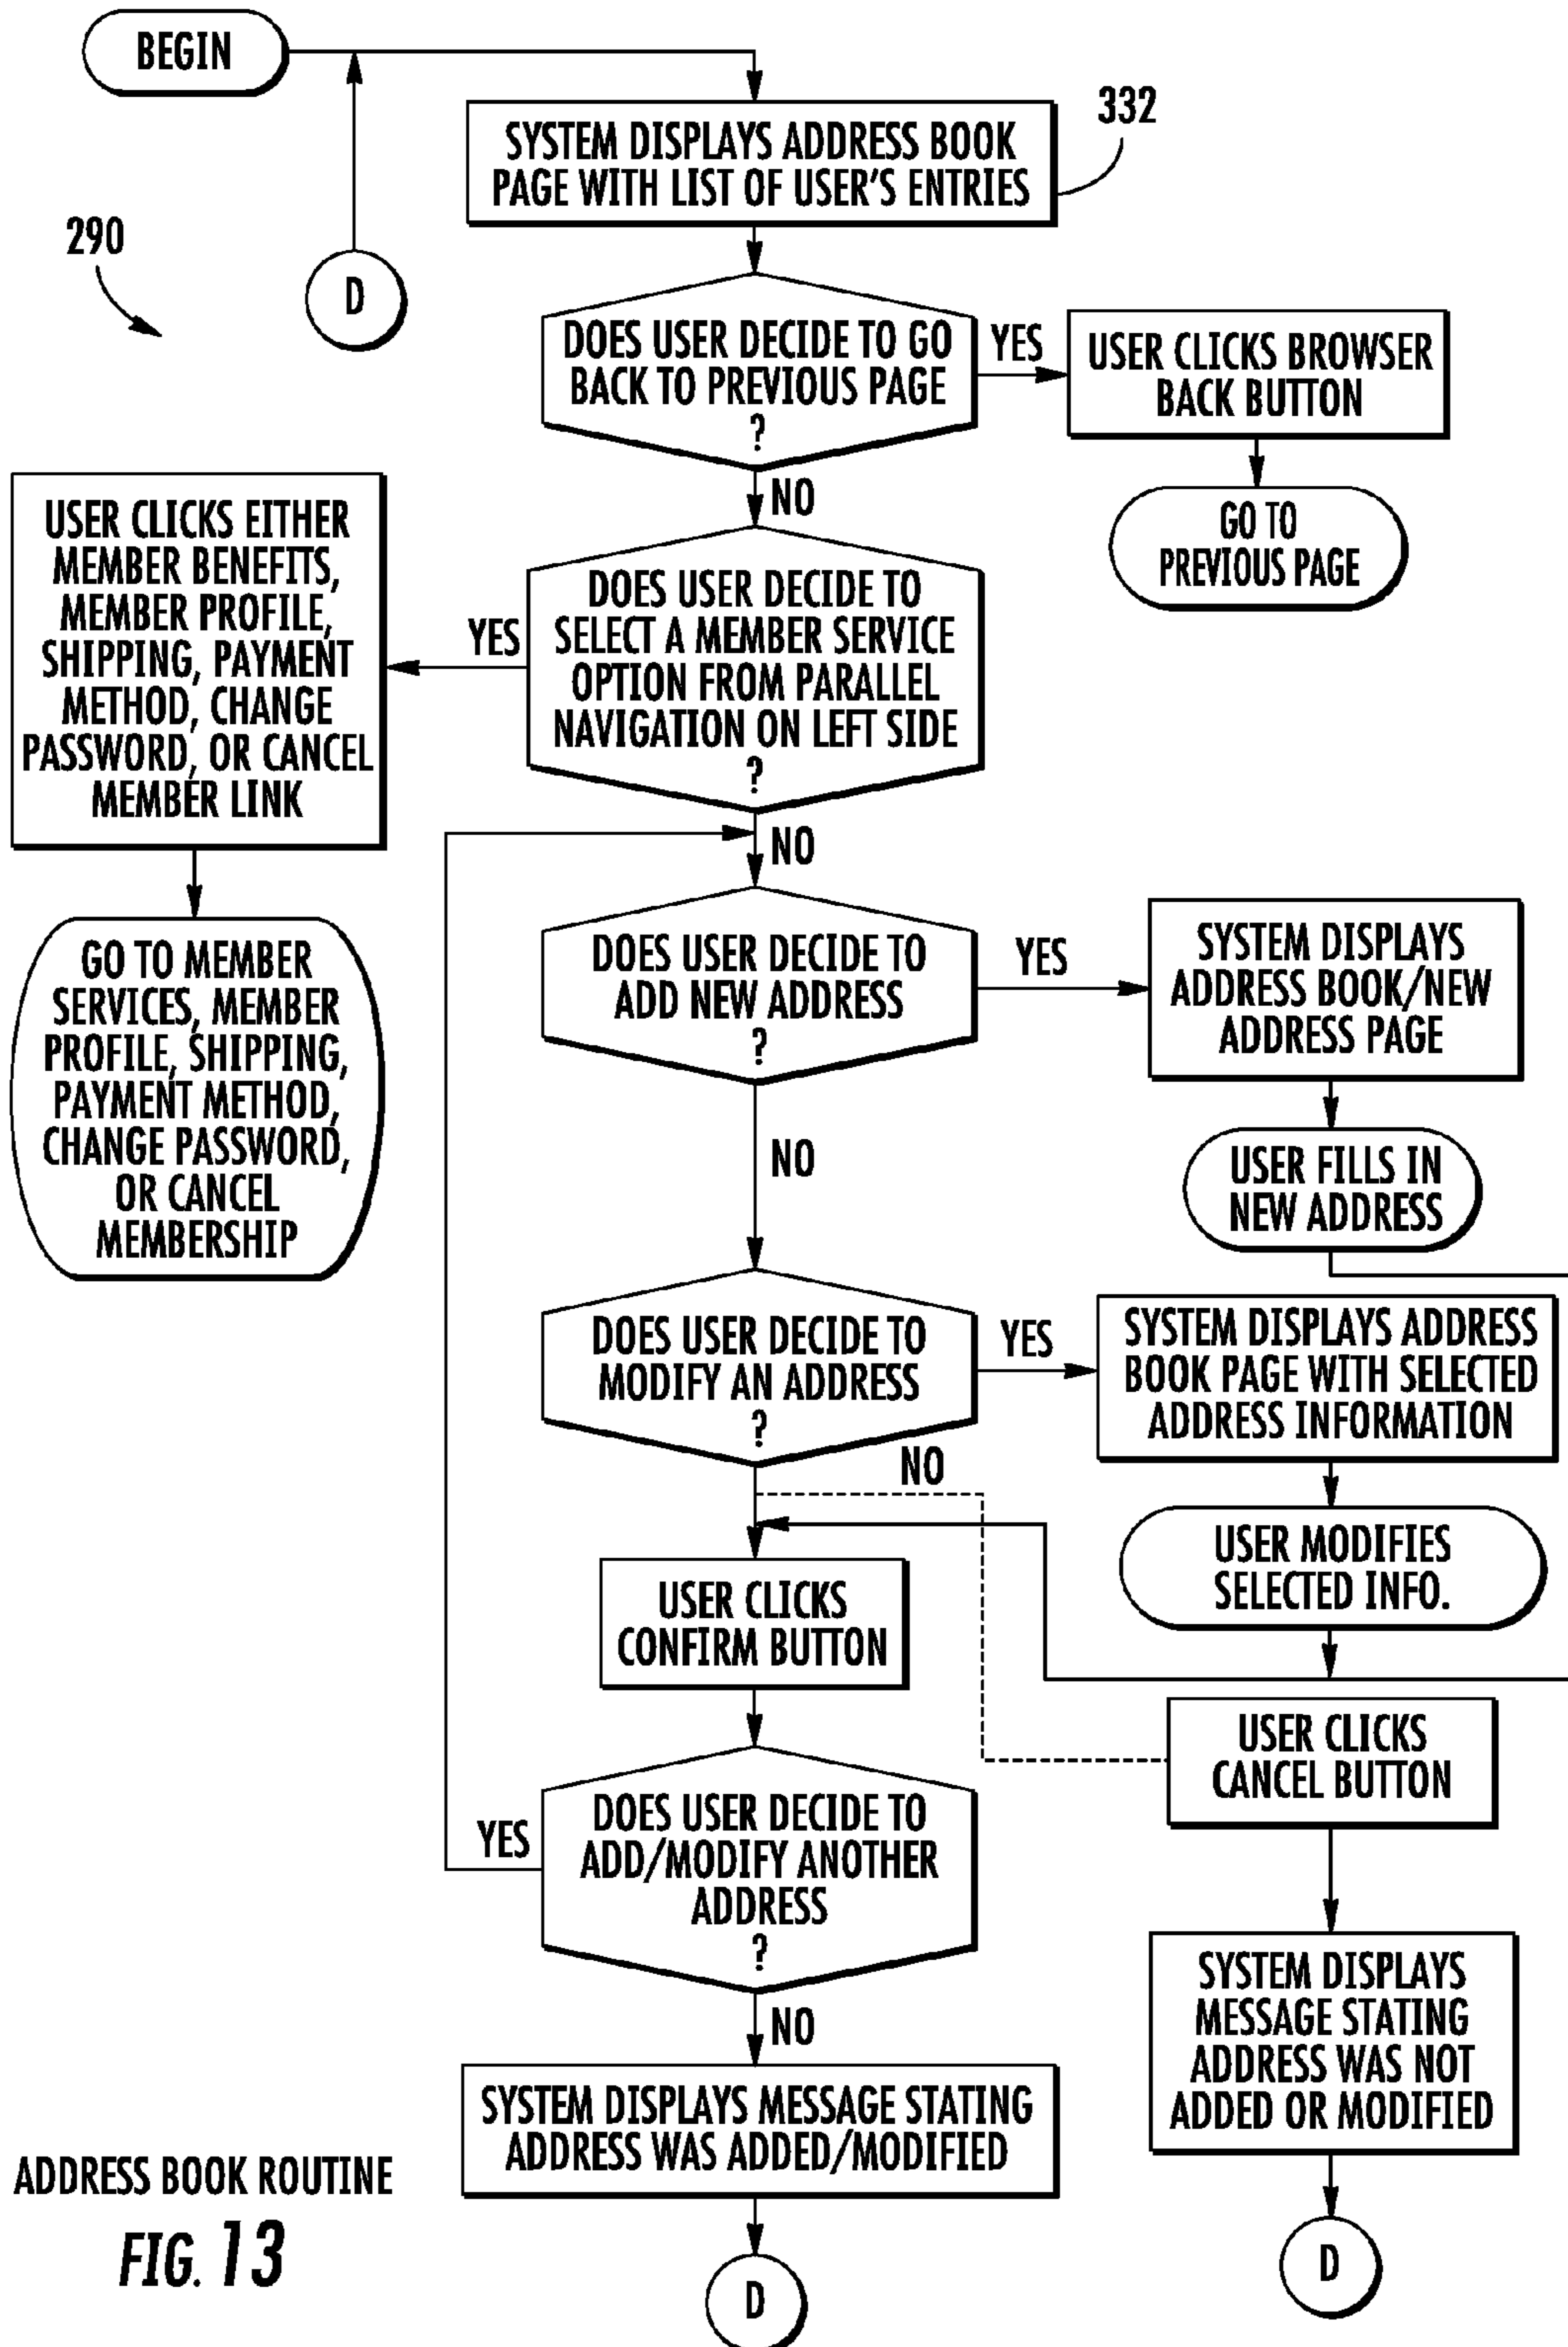 BEGIN
SYSTEM DISPLAYS ADDRESS BOOK
PAGE WITH LIST OF USER'S ENTRIES
332
290
D
DOES USER DECIDE TO GO
BACK TO PREVIOUS PAGE
?
YES
USER CLICKS BROWSER
BACK BUTTON
GO TO
PREVIOUS PAGE
NO
DOES USER DECIDE TO
SELECT A MEMBER SERVICE
OPTION FROM PARALLEL
NAVIGATION ON LEFT SIDE
?
YES
USER CLICKS EITHER
MEMBER BENEFITS,
MEMBER PROFILE,
SHIPPING, PAYMENT
METHOD, CHANGE
PASSWORD, OR CANCEL
MEMBER LINK
GO TO MEMBER
SERVICES, MEMBER
PROFILE, SHIPPING,
PAYMENT METHOD,
CHANGE PASSWORD,
OR CANCEL
MEMBERSHIP
NO
DOES USER DECIDE TO
ADD NEW ADDRESS
?
YES
SYSTEM DISPLAYS
ADDRESS BOOK/NEW
ADDRESS PAGE
USER FILLS IN
NEW ADDRESS
NO
DOES USER DECIDE TO
MODIFY AN ADDRESS
?
YES
SYSTEM DISPLAYS ADDRESS
BOOK PAGE WITH SELECTED
ADDRESS INFORMATION
USER MODIFIES
SELECTED INFO.
NO
USER CLICKS
CONFIRM BUTTON
USER CLICKS
CANCEL BUTTON
DOES USER DECIDE TO
ADD/MODIFY ANOTHER
ADDRESS
?
YES
NO
SYSTEM DISPLAYS
MESSAGE STATING
ADDRESS WAS NOT
ADDED OR MODIFIED
D
SYSTEM DISPLAYS MESSAGE STATING
ADDRESS WAS ADDED/MODIFIED
D
ADDRESS BOOK ROUTINE
FIG. 13